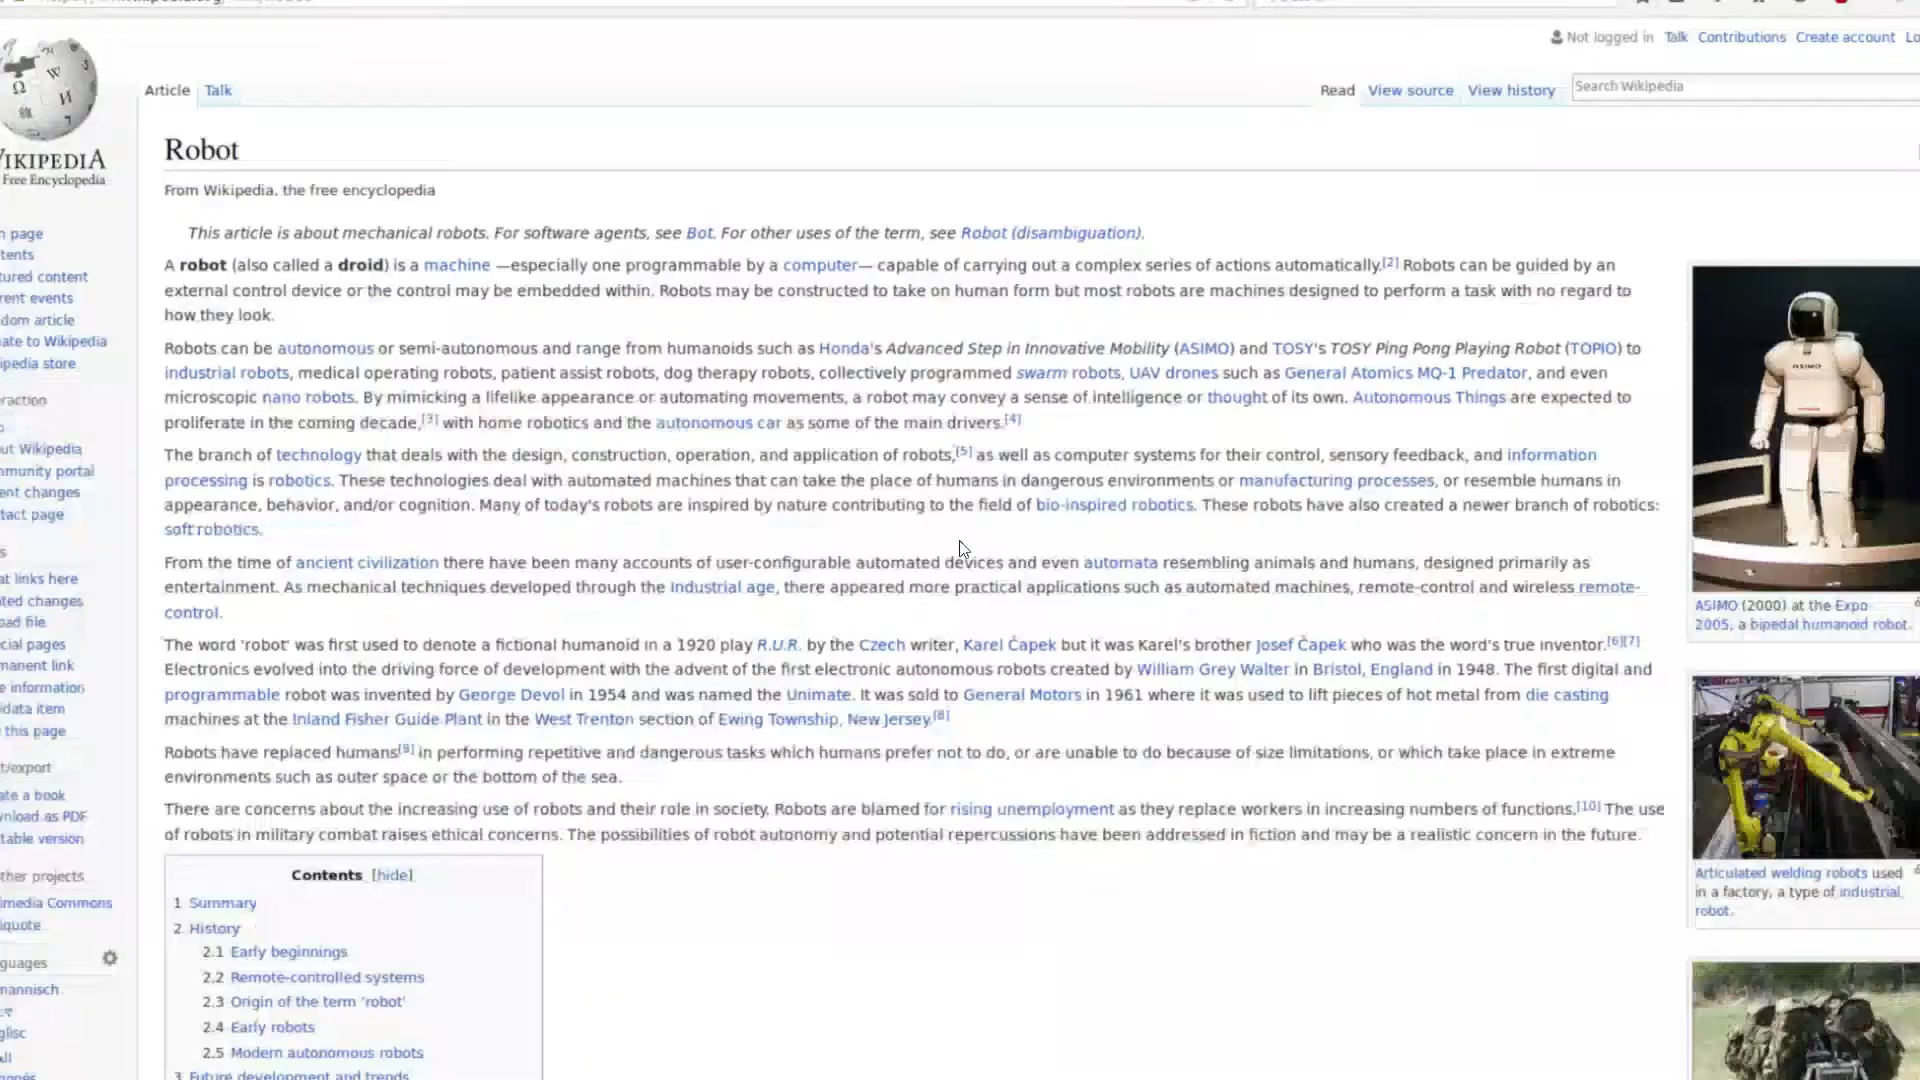 Not logged in Talk Contributions Create account Lo
Article Talk
Read View source View history Search Wikipedia
IKIPEDIA
Free Encyclopedia
Robot
From Wikipedia, the free encyclopedia
This article is about mechanical robots. For software agents, see Bot. For other uses of the term, see Robot (disambiguation).
A robot (also called a droid) is a machine —especially one programmable by a computer— capable of carrying out a complex series of actions automatically.[2] Robots can be guided by an
external control device or the control may be embedded within. Robots may be constructed to take on human form but most robots are machines designed to perform a task with no regard to
how they look.
Robots can be autonomous or semi-autonomous and range from humanoids such as Honda's Advanced Step in Innovative Mobility (ASIMO) and TOSY's TOSY Ping Pong Playing Robot (TOPIO) to
industrial robots, medical operating robots, patient assist robots, dog therapy robots, collectively programmed swarm robots, UAV drones such as General Atomics MQ-1 Predator, and even
microscopic nano robots. By mimicking a lifelike appearance or automating movements, a robot may convey a sense of intelligence or thought of its own. Autonomous Things are expected to
proliferate in the coming decade,[3] with home robotics and the autonomous car as some of the main drivers.[4]
The branch of technology that deals with the design, construction, operation, and application of robots,[5] as well as computer systems for their control, sensory feedback, and information
processing is robotics. These technologies deal with automated machines that can take the place of humans in dangerous environments or manufacturing processes, or resemble humans in
appearance, behavior, and/or cognition. Many of today's robots are inspired by nature contributing to the field of bio-inspired robotics. These robots have also created a newer branch of robotics:
soft robotics.
From the time of ancient civilization there have been many accounts of user-configurable automated devices and even automata resembling animals and humans, designed primarily as
entertainment. As mechanical techniques developed through the Industrial age, there appeared more practical applications such as automated machines, remote-control and wireless remote-
control.
The word 'robot' was first used to denote a fictional humanoid in a 1920 play R.U.R. by the Czech writer, Karel Čapek but it was Karel's brother Josef Čapek who was the word's true inventor.[6][7]
Electronics evolved into the driving force of development with the advent of the first electronic autonomous robots created by William Grey Walter in Bristol, England in 1948. The first digital and
programmable robot was invented by George Devol in 1954 and was named the Unimate. It was sold to General Motors in 1961 where it was used to lift pieces of hot metal from die casting
machines at the Inland Fisher Guide Plant in the West Trenton section of Ewing Township, New Jersey.[8]
Robots have replaced humans[9] in performing repetitive and dangerous tasks which humans prefer not to do, or are unable to do because of size limitations, or which take place in extreme
environments such as outer space or the bottom of the sea.
There are concerns about the increasing use of robots and their role in society. Robots are blamed for rising unemployment as they replace workers in increasing numbers of functions.[10] The use
of robots in military combat raises ethical concerns. The possibilities of robot autonomy and potential repercussions have been addressed in fiction and may be a realistic concern in the future.
Contents [hide]
1 Summary
2 History
2.1 Early beginnings
2.2 Remote-controlled systems
2.3 Origin of the term 'robot'
2.4 Early robots
2.5 Modern autonomous robots
3 Future development and trends
ASIMO
ASIMO (2000) at the Expo
2005, a bipedal humanoid robot.
Articulated welding robots used
in a factory, a type of industrial
robot.
n page
tents
tured content
rent events
dom article
ate to Wikipedia
ipedia store
eraction
out Wikipedia
mmunity portal
ent changes
tact page
s
at links here
ated changes
oad file
cial pages
manent link
e information
idata item
this page
t/export
ate a book
wnload as PDF
table version
ther projects
imedia Commons
iquote
guages
mannisch
glisc